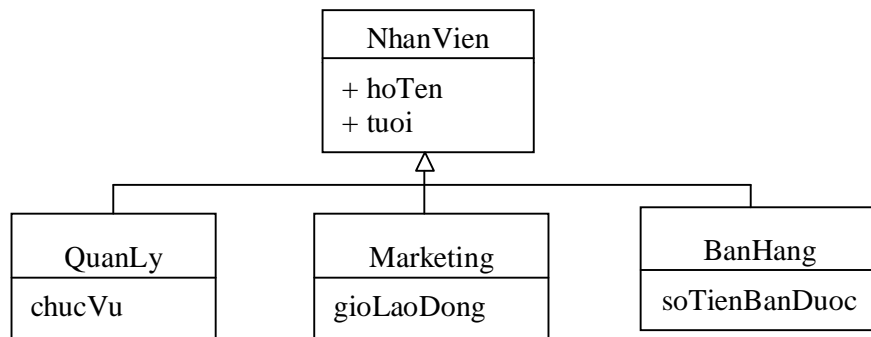 NhanVien
+ hoTen
+ tuoi
QuanLy
chucVu
Marketing
gioLaoDong
BanHang
soTienBanDuoc